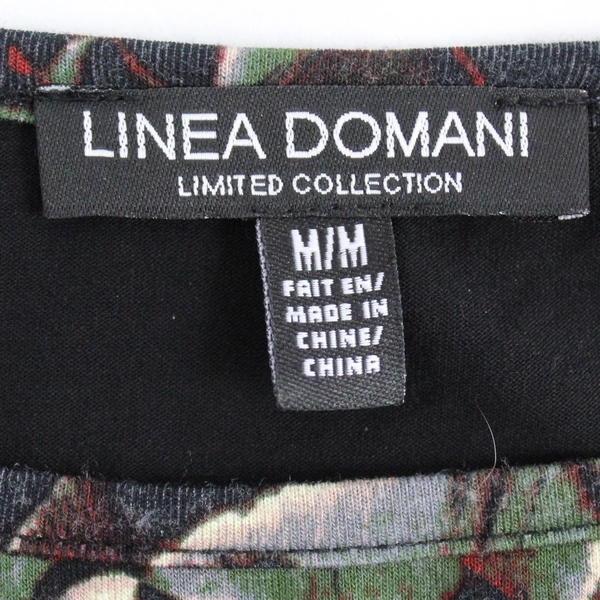 LINEA DOMANI
LIMITED COLLECTION
M/M
FAIT EN/
MADE IN
CHINE/
CHINA